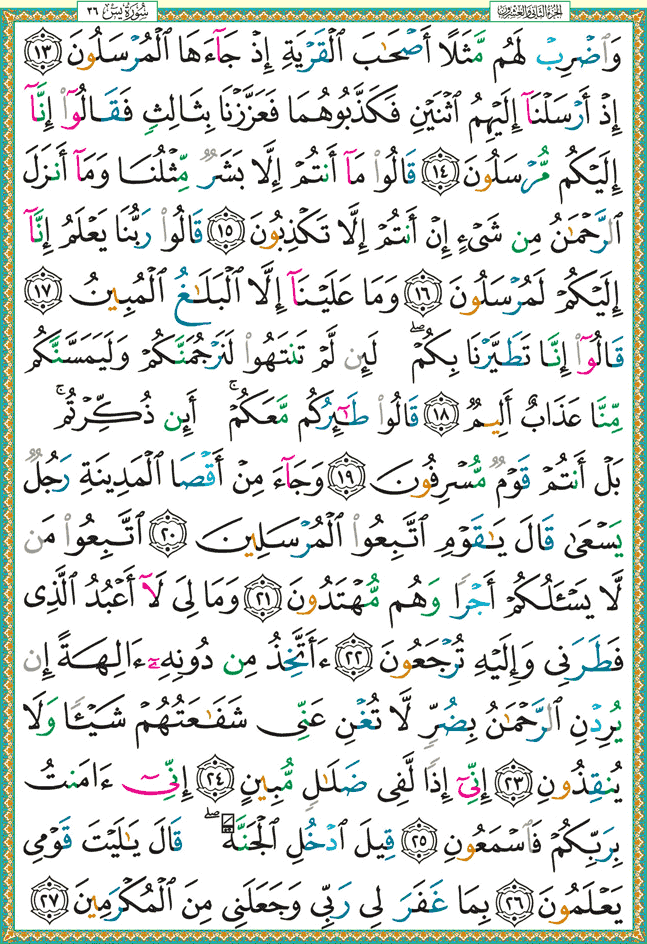 الجزء الثاني والعشرون
سُورَةُ يسٓ ٣٦
وَٱضْرِبْ لَهُم مَّثَلًا أَصْحَٰبَ ٱلْقَرْيَةِ إِذْ جَآءَهَا ٱلْمُرْسَلُونَ ١٣
إِذْ أَرْسَلْنَآ إِلَيْهِمُ ٱثْنَيْنِ فَكَذَّبُوهُمَا فَعَزَّزْنَا بِثَالِثٍ فَقَالُوٓا۟ إِنَّآ
إِلَيْكُم مُّرْسَلُونَ ١٤ قَالُوا۟ مَآ أَنتُمْ إِلَّا بَشَرٌ مِّثْلُنَا وَمَآ أَنزَلَ
ٱلرَّحْمَٰنُ مِن شَىْءٍ إِنْ أَنتُمْ إِلَّا تَكْذِبُونَ ١٥ قَالُوا۟ رَبُّنَا يَعْلَمُ إِنَّآ
إِلَيْكُمْ لَمُرْسَلُونَ ١٦ وَمَا عَلَيْنَآ إِلَّا ٱلْبَلَٰغُ ٱلْمُبِينُ ١٧
قَالُوٓا۟ إِنَّا تَطَيَّرْنَا بِكُمْ ۖ لَئِن لَّمْ تَنتَهُوا۟ لَنَرْجُمَنَّكُمْ وَلَيَمَسَّنَّكُم
مِّنَّا عَذَابٌ أَلِيمٌ ١٨ قَالُوا۟ طَٰٓئِرُكُم مَّعَكُمْ ۚ أَئِن ذُكِّرْتُم ۚ
بَلْ أَنتُمْ قَوْمٌ مُّسْرِفُونَ ١٩ وَجَآءَ مِنْ أَقْصَا ٱلْمَدِينَةِ رَجُلٌ
يَسْعَىٰ قَالَ يَٰقَوْمِ ٱتَّبِعُوا۟ ٱلْمُرْسَلِينَ ٢٠ ٱتَّبِعُوا۟ مَن
لَّا يَسْـَٔلُكُمْ أَجْرًا وَهُم مُّهْتَدُونَ ٢١ وَمَا لِىَ لَآ أَعْبُدُ ٱلَّذِى
فَطَرَنِى وَإِلَيْهِ تُرْجَعُونَ ٢٢ ءَأَتَّخِذُ مِن دُونِهِۦٓ ءَالِهَةً إِن
يُرِدْنِ ٱلرَّحْمَٰنُ بِضُرٍّ لَّا تُغْنِ عَنِّى شَفَٰعَتُهُمْ شَيْـًٔا وَلَا
يُنقِذُونِ ٢٣ إِنِّىٓ إِذًا لَّفِى ضَلَٰلٍ مُّبِينٍ ٢٤ إِنِّىٓ ءَامَنتُ
بِرَبِّكُمْ فَٱسْمَعُونِ ٢٥ قِيلَ ٱدْخُلِ ٱلْجَنَّةَ ۖ قَالَ يَٰلَيْتَ قَوْمِى
يَعْلَمُونَ ٢٦ بِمَا غَفَرَ لِى رَبِّى وَجَعَلَنِى مِنَ ٱلْمُكْرَمِينَ ٢٧